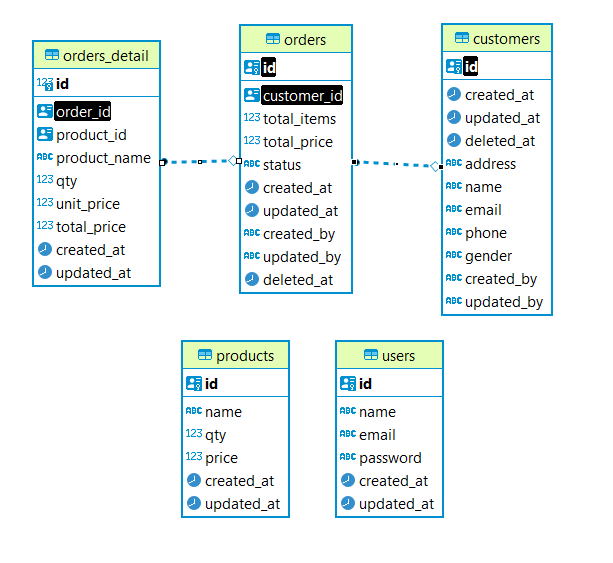 orders_detail
123 id
order_id
product_id
ABC product_name
123 qty
123 unit_price
123 total_price
created_at
updated_at
orders
id
customer_id
123 total_items
123 total_price
ABC status
created_at
updated_at
ABC created_by
ABC updated_by
deleted_at
customers
id
created_at
updated_at
deleted_at
ABC address
ABC name
ABC email
ABC phone
ABC gender
ABC created_by
ABC updated_by
products
id
ABC name
123 qty
123 price
created_at
updated_at
users
id
ABC name
ABC email
ABC password
created_at
updated_at